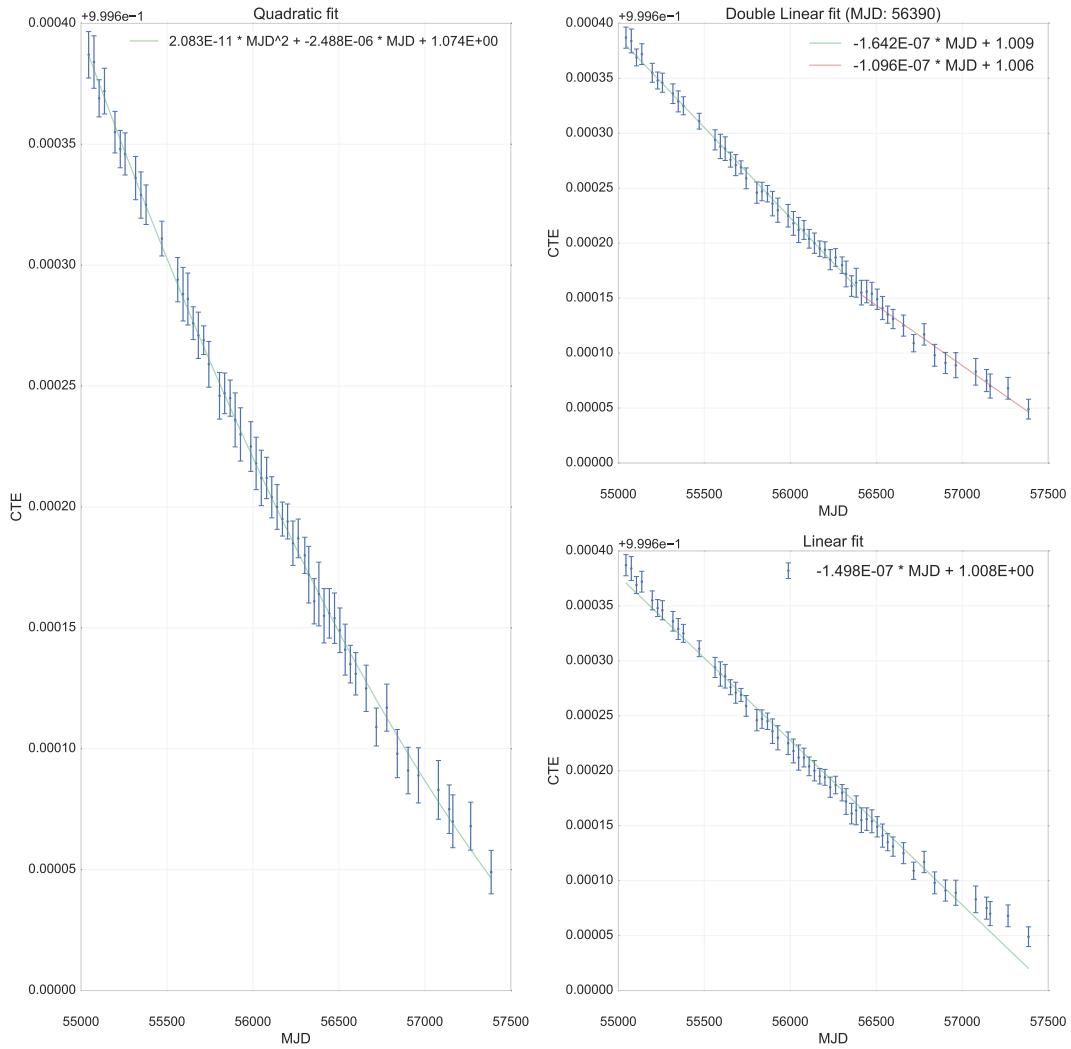 Quadratic fit
+9.996e−1
2.083E-11 * MJD^2 + -2.488E-06 * MJD + 1.074E+00
0.00040
0.00035
0.00030
0.00025
0.00020
0.00015
0.00010
0.00005
0.00000
CTE
55000 55500 56000 56500 57000 57500
MJD
Double Linear fit (MJD: 56390)
+9.996e−1
-1.642E-07 * MJD + 1.009
-1.096E-07 * MJD + 1.006
0.00040
0.00035
0.00030
0.00025
0.00020
0.00015
0.00010
0.00005
0.00000
CTE
55000 55500 56000 56500 57000 57500
MJD
Linear fit
+9.996e−1
-1.498E-07 * MJD + 1.008E+00
0.00040
0.00035
0.00030
0.00025
0.00020
0.00015
0.00010
0.00005
0.00000
CTE
55000 55500 56000 56500 57000 57500
MJD